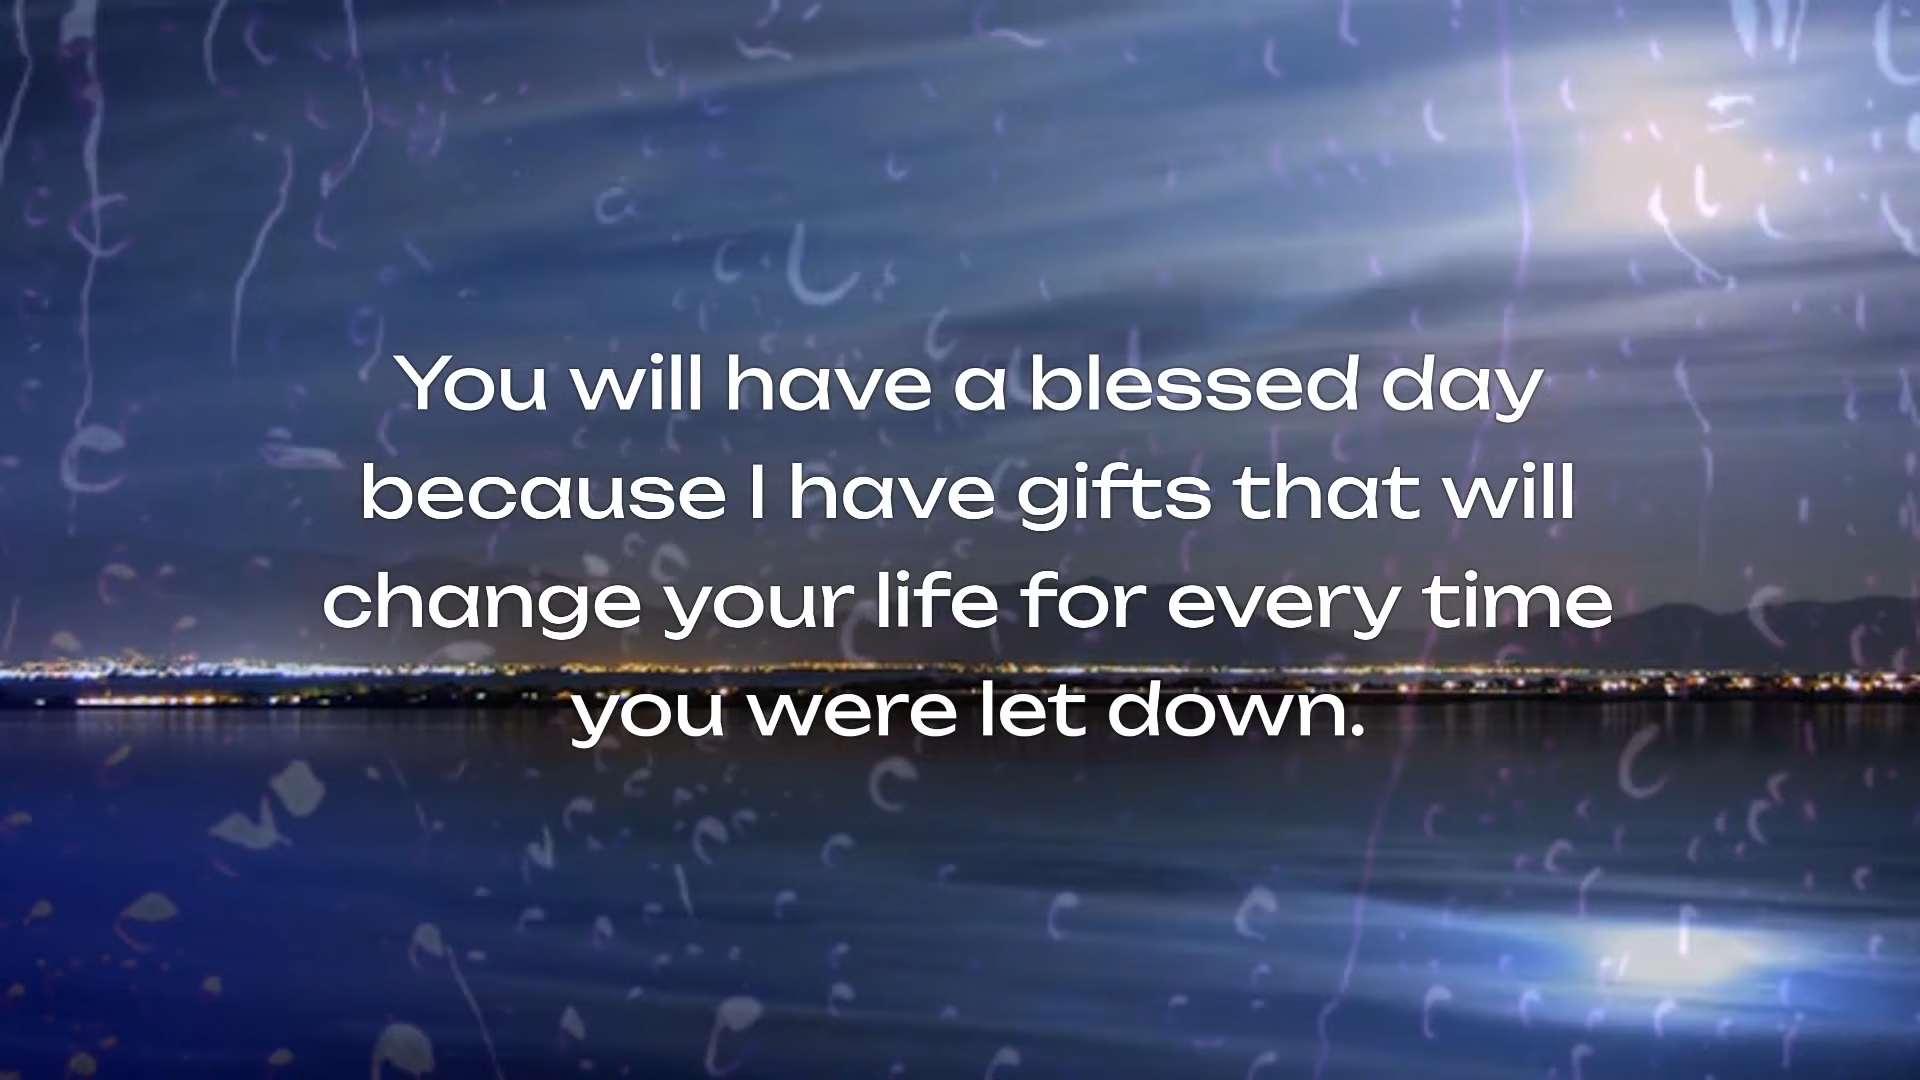 You will have a blessed day
because I have gifts that will
change your life for every time
you were let down.